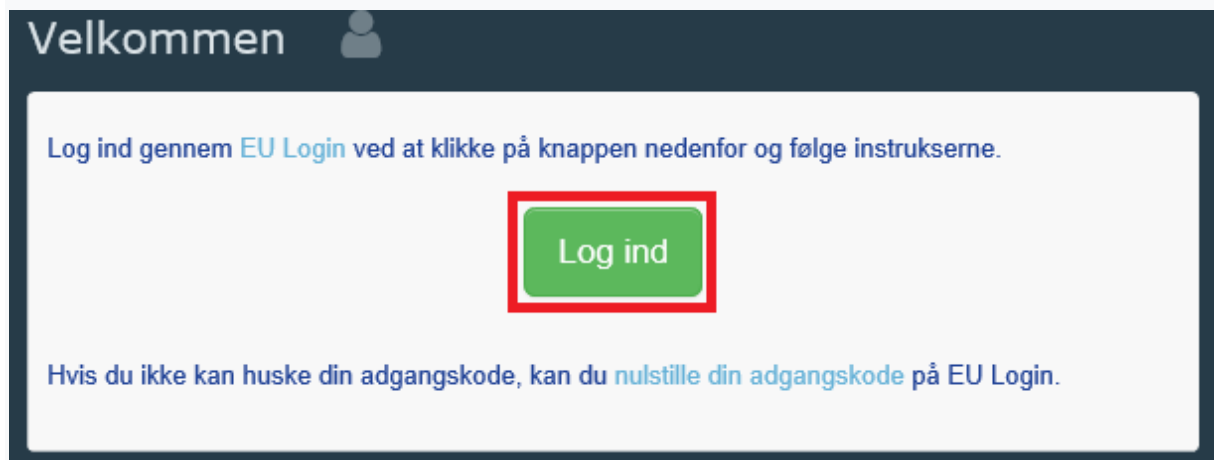 Velkommen
Log ind gennem EU Login ved at klikke på knappen nedenfor og følge instrukserne.
Log ind
Hvis du ikke kan huske din adgangskode, kan du nulstille din adgangskode på EU Login.